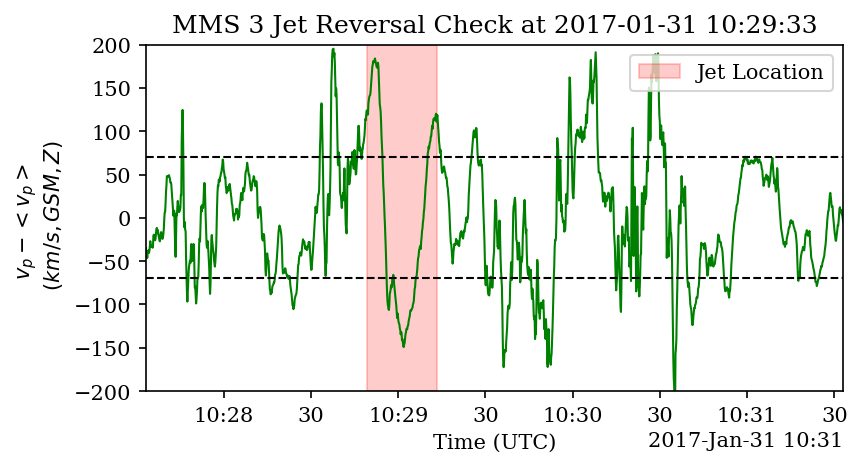 MMS 3 Jet Reversal Check at 2017-01-31 10:29:33
Jet Location
200
150
100
50
0
−50
−100
−150
−200
v_p − <v_p>
(km/s, GSM, Z)
10:28 30 10:29 30 10:30 30 10:31 30
Time (UTC)
2017-Jan-31 10:31